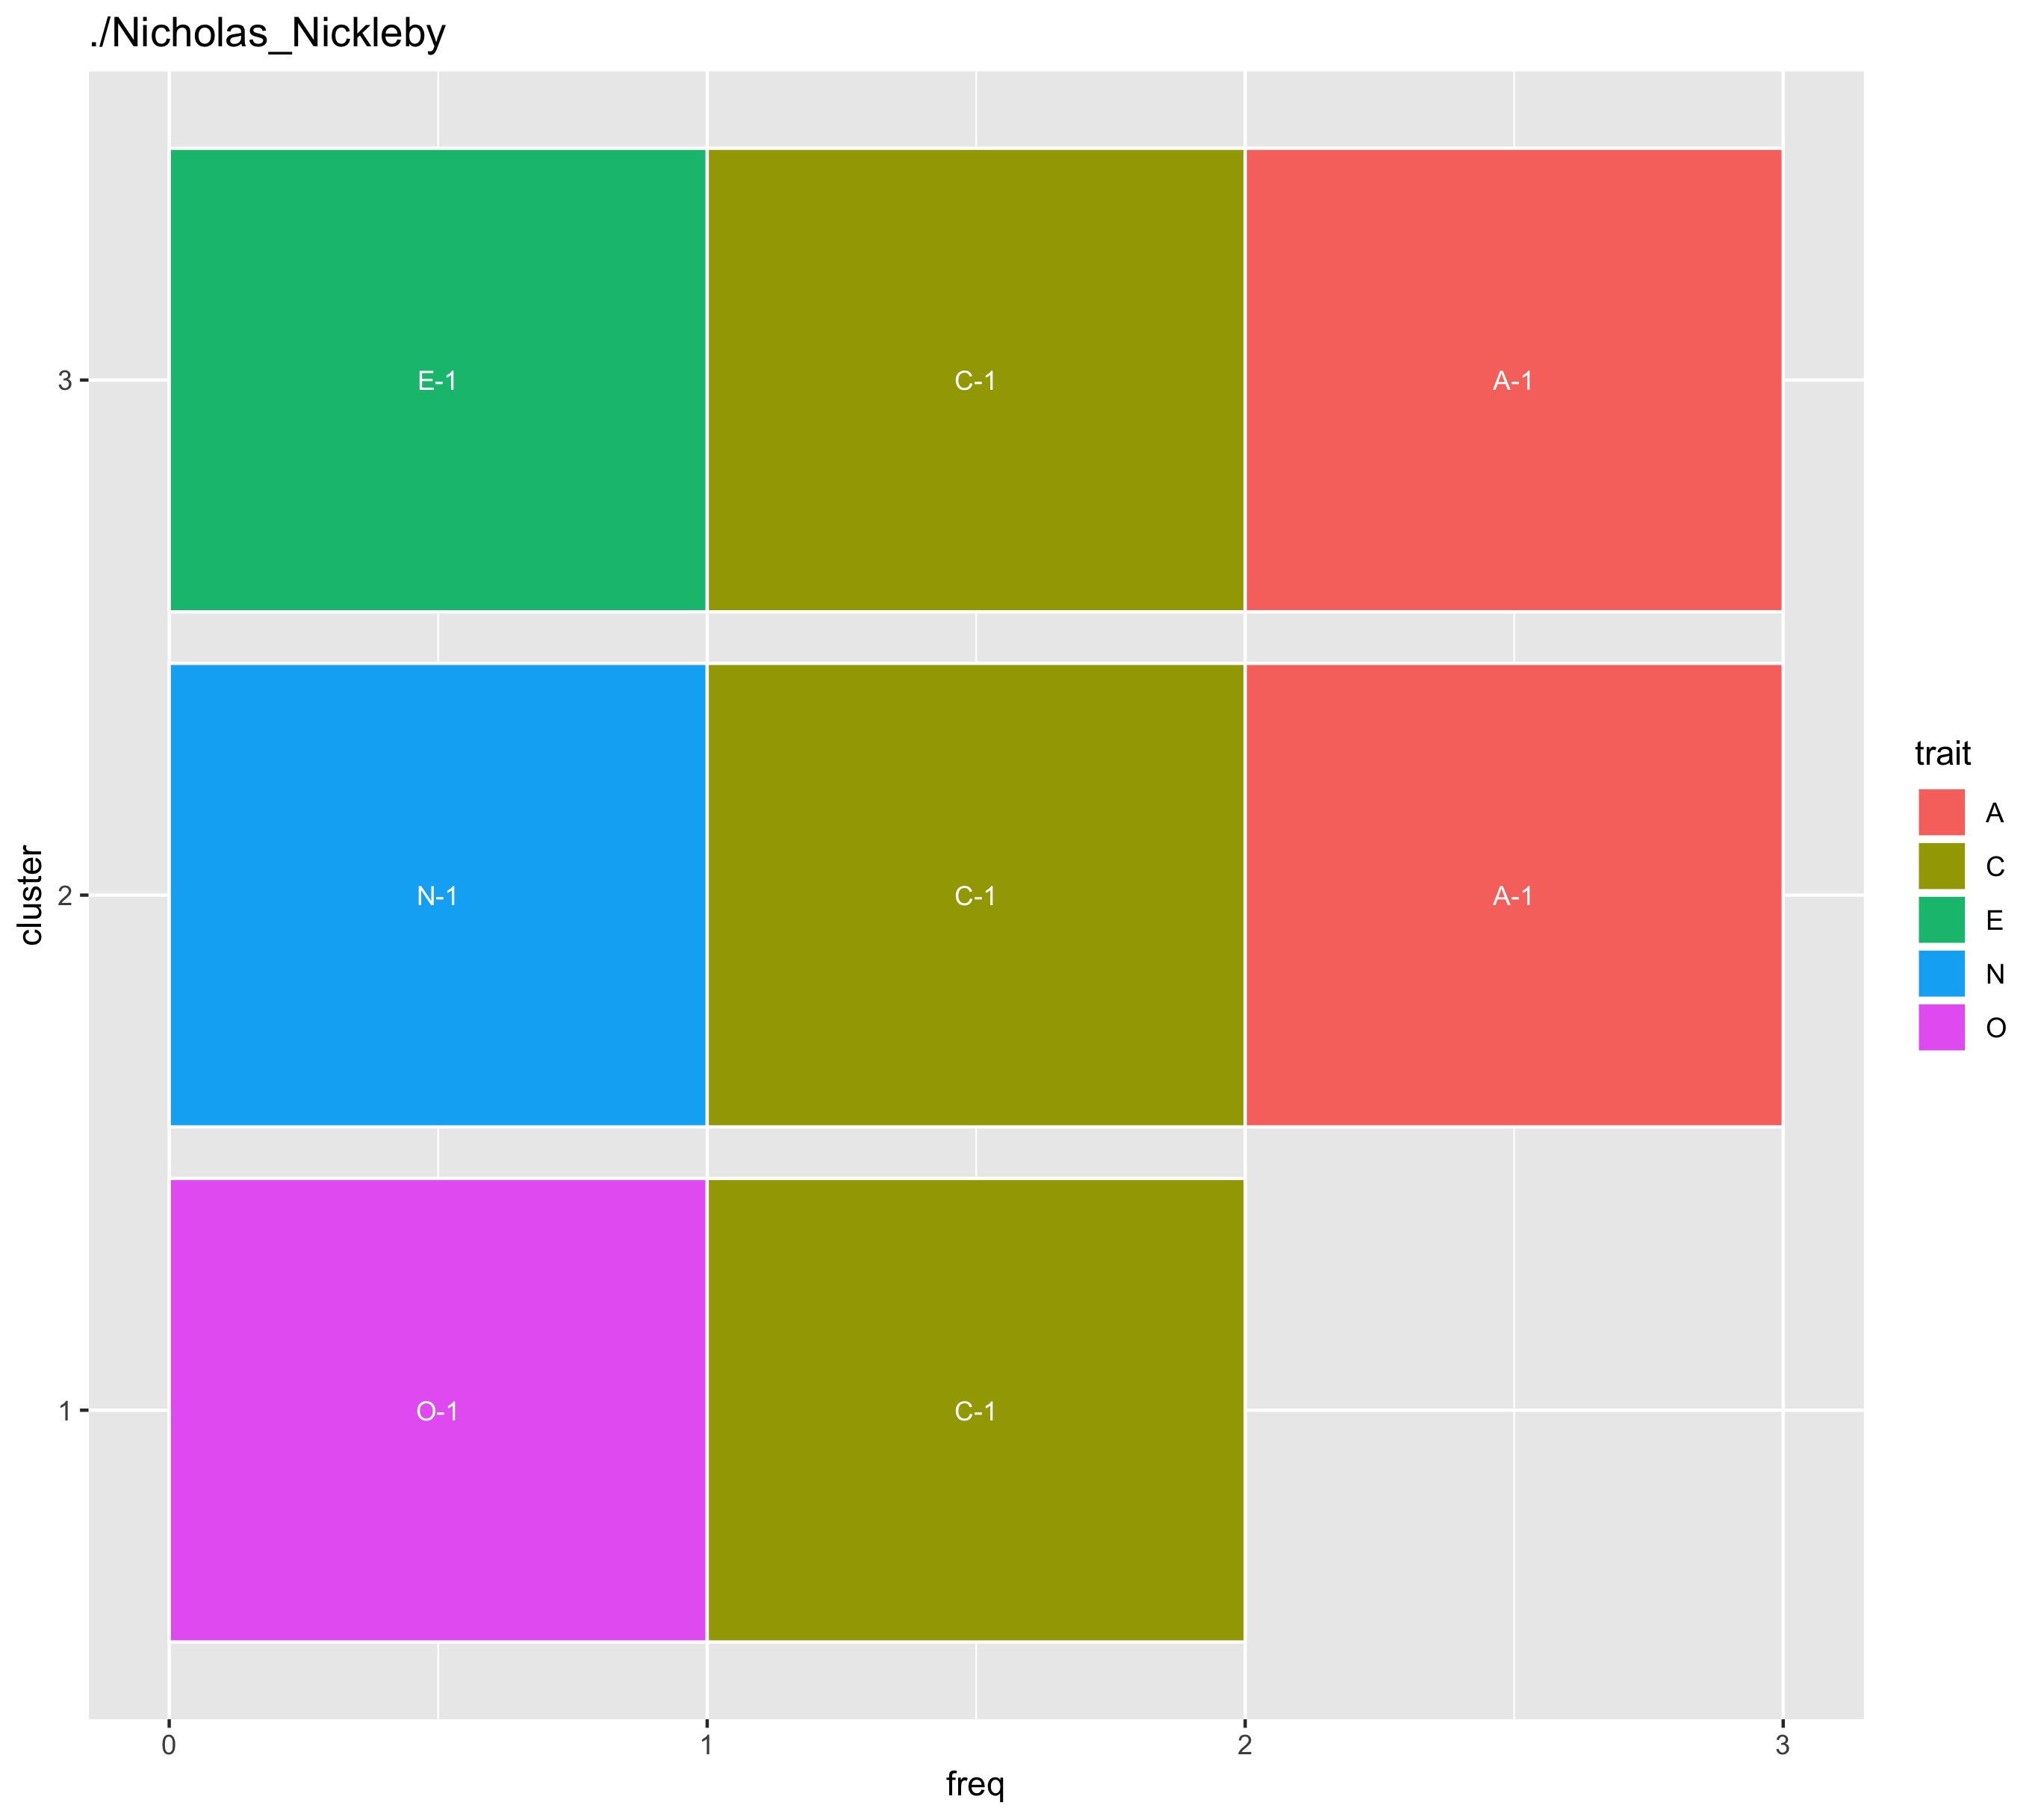 ./Nicholas_Nickleby
cluster
3
E-1
C-1
A-1
2
N-1
C-1
A-1
1
O-1
C-1
0
1
2
3
freq
trait
A
C
E
N
O